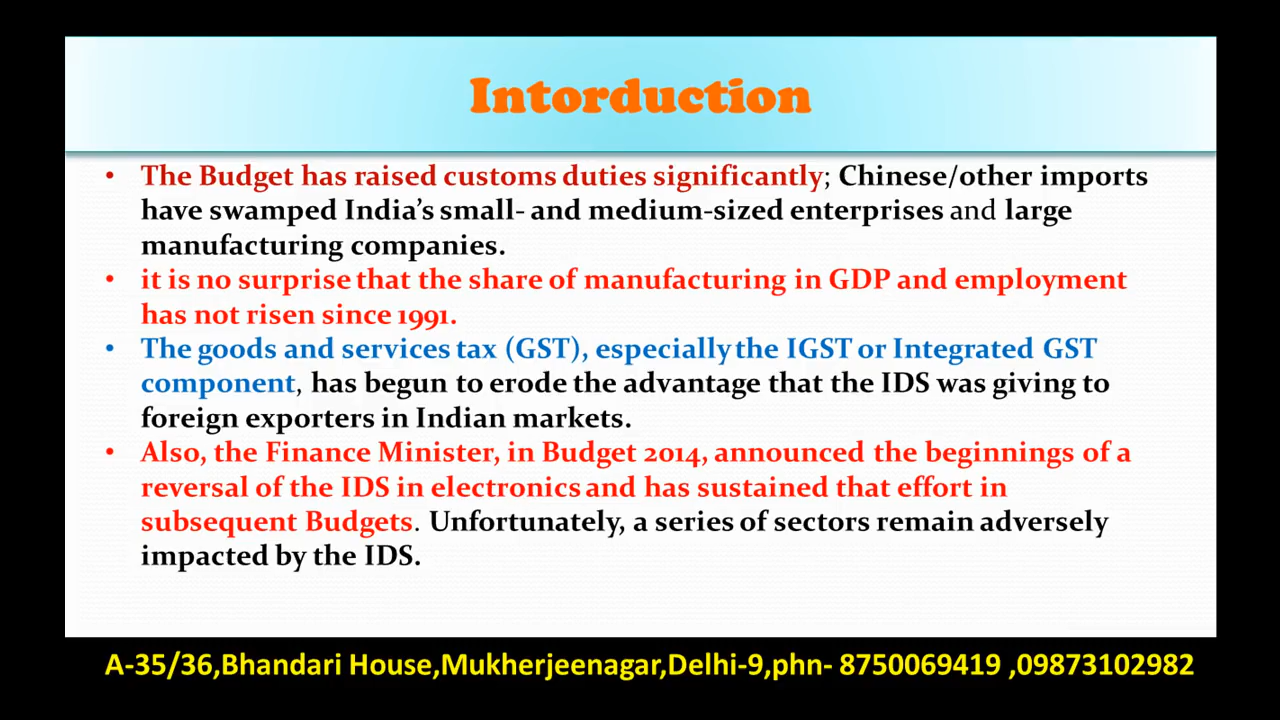 Intorduction
• The Budget has raised customs duties significantly; Chinese/other imports
have swamped India's small- and medium-sized enterprises and large
manufacturing companies.
• it is no surprise that the share of manufacturing in GDP and employment
has not risen since 1991.
• The goods and services tax (GST), especially the IGST or Integrated GST
component, has begun to erode the advantage that the IDS was giving to
foreign exporters in Indian markets.
• Also, the Finance Minister, in Budget 2014, announced the beginnings of a
reversal of the IDS in electronics and has sustained that effort in
subsequent Budgets. Unfortunately, a series of sectors remain adversely
impacted by the IDS.
A-35/36,Bhandari House,Mukherjeenagar,Delhi-9,phn- 8750069419 ,09873102982